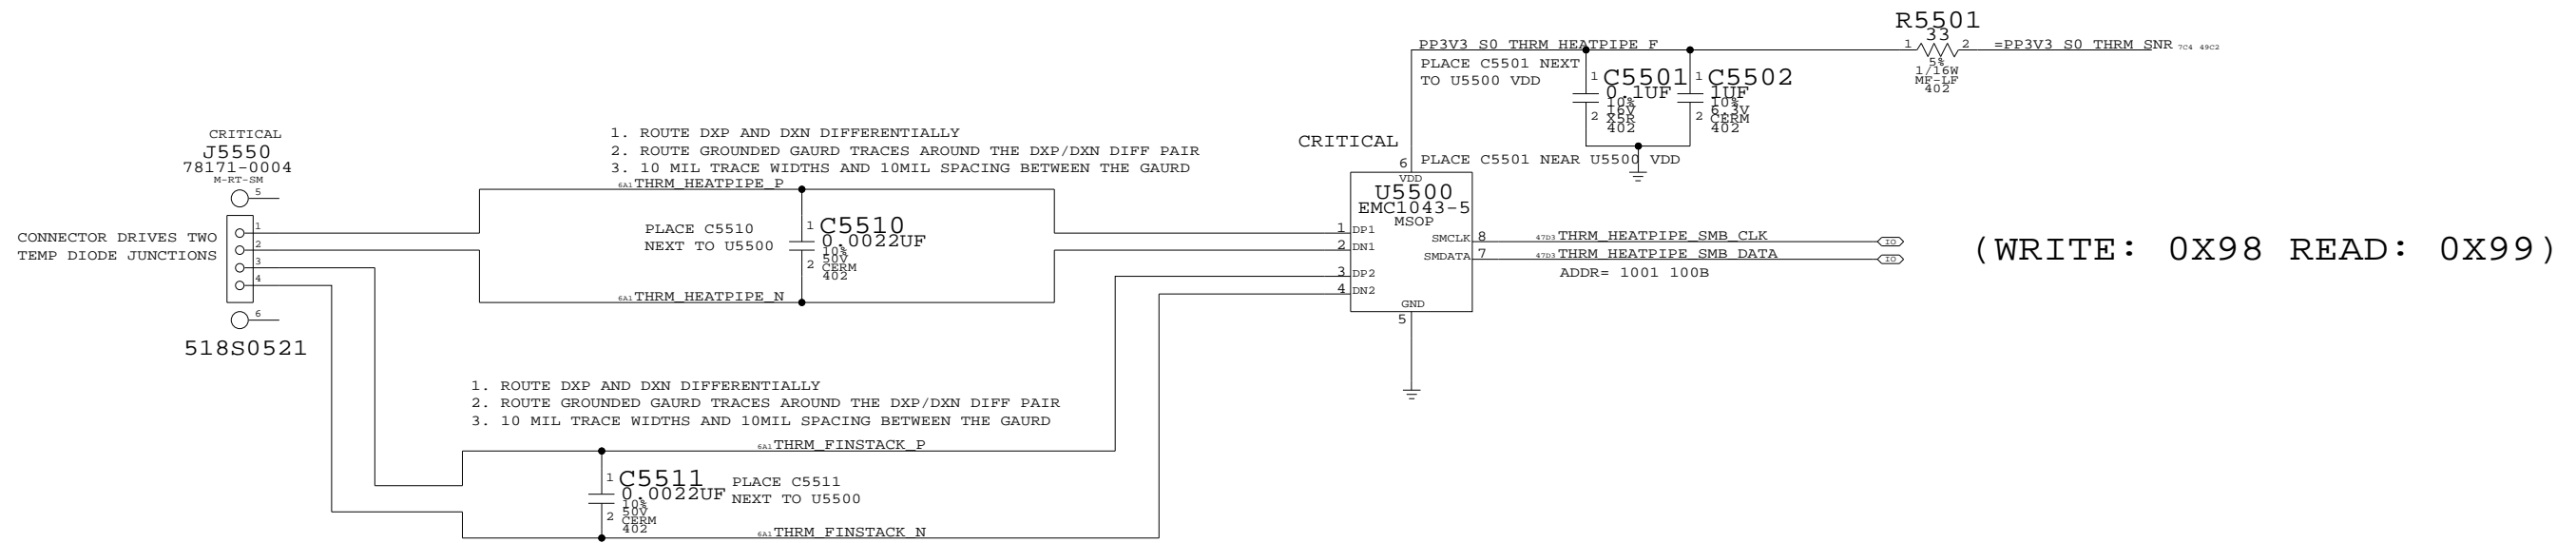 R5501
33
1
2
=PP3V3 S0 THRM SNR 7C4 49C2
5%
1/16W
MF-LF
402
PP3V3 S0 THRM HEATPIPE F
PLACE C5501 NEXT
TO U5500 VDD
1
C5501
0.1UF
10%
16V
X5R
402
2
1
C5502
1UF
10%
6.3V
CERM
402
2
CRITICAL
J5550
78171-0004
M-RT-SM
5
1
2
3
4
6
518S0521
CONNECTOR DRIVES TWO
TEMP DIODE JUNCTIONS
1. ROUTE DXP AND DXN DIFFERENTIALLY
2. ROUTE GROUNDED GAURD TRACES AROUND THE DXP/DXN DIFF PAIR
3. 10 MIL TRACE WIDTHS AND 10MIL SPACING BETWEEN THE GAURD
6A1 THRM_HEATPIPE_P
PLACE C5510
NEXT TO U5500
1
C5510
0.0022UF
10%
50V
CERM
402
2
6A1 THRM_HEATPIPE_N
CRITICAL
6
PLACE C5501 NEAR U5500 VDD
VDD
U5500
EMC1043-5
MSOP
1 DP1
2 DN1
3 DP2
4 DN2
SMCLK 8
SMDATA 7
GND
5
47D3 THRM_HEATPIPE_SMB_CLK
IO
47D3 THRM_HEATPIPE_SMB_DATA
IO
ADDR= 1001 100B
(WRITE: 0X98 READ: 0X99)
1. ROUTE DXP AND DXN DIFFERENTIALLY
2. ROUTE GROUNDED GAURD TRACES AROUND THE DXP/DXN DIFF PAIR
3. 10 MIL TRACE WIDTHS AND 10MIL SPACING BETWEEN THE GAURD
6A1 THRM_FINSTACK_P
1
C5511
0.0022UF
10%
50V
CERM
402
2
PLACE C5511
NEXT TO U5500
6A1 THRM_FINSTACK_N